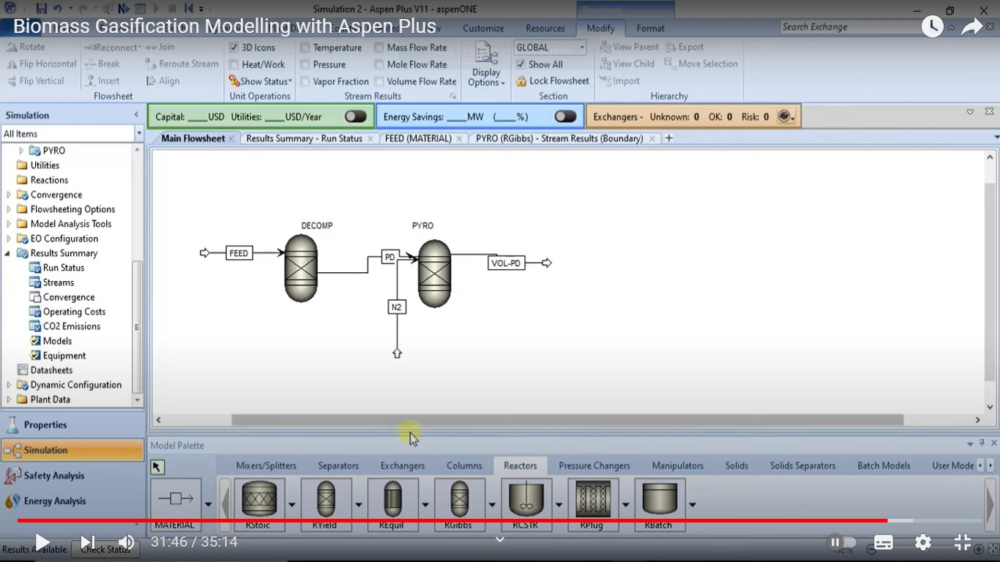 Simulation 2 - Aspen Plus V11 - aspenONE
Flowsheet
Biomass Gasification Modelling with Aspen Plus
Customize Resources Modify Format Search Exchange
Rotate Reconnect Join 3D Icons Temperature Mass Flow Rate GLOBAL View Parent Export
Flip Horizontal Break Reroute Stream Heat/Work Pressure Mole Flow Rate Display Show All View Child Move Selection
Flip Vertical Insert Align Show Status Vapor Fraction Volume Flow Rate Options Lock Flowsheet Import
Flowsheet Unit Operations Stream Results Section Hierarchy
Simulation Capital: ____USD Utilities: ____USD/Year Energy Savings: ____MW (____%) Exchangers - Unknown: 0 OK: 0 Risk: 0
All Items Main Flowsheet Results Summary - Run Status FEED (MATERIAL) PYRO (RGibbs) - Stream Results (Boundary) +
PYRO
Utilities
Reactions
Convergence
Flowsheeting Options
Model Analysis Tools
EO Configuration
Results Summary
Run Status
Streams
Convergence
Operating Costs
CO2 Emissions
Models
Equipment
Datasheets
Dynamic Configuration
Plant Data
DECOMP PYRO
FEED PD VOL-PD
N2
Properties
Simulation
Safety Analysis
Energy Analysis
Model Palette
Mixers/Splitters Separators Exchangers Columns Reactors Pressure Changers Manipulators Solids Solids Separators Batch Models User Mode
MATERIAL RStoic RYield REquil RGibbs RCSTR RPlug RBatch
31:46 / 35:14
Results Available Check Status